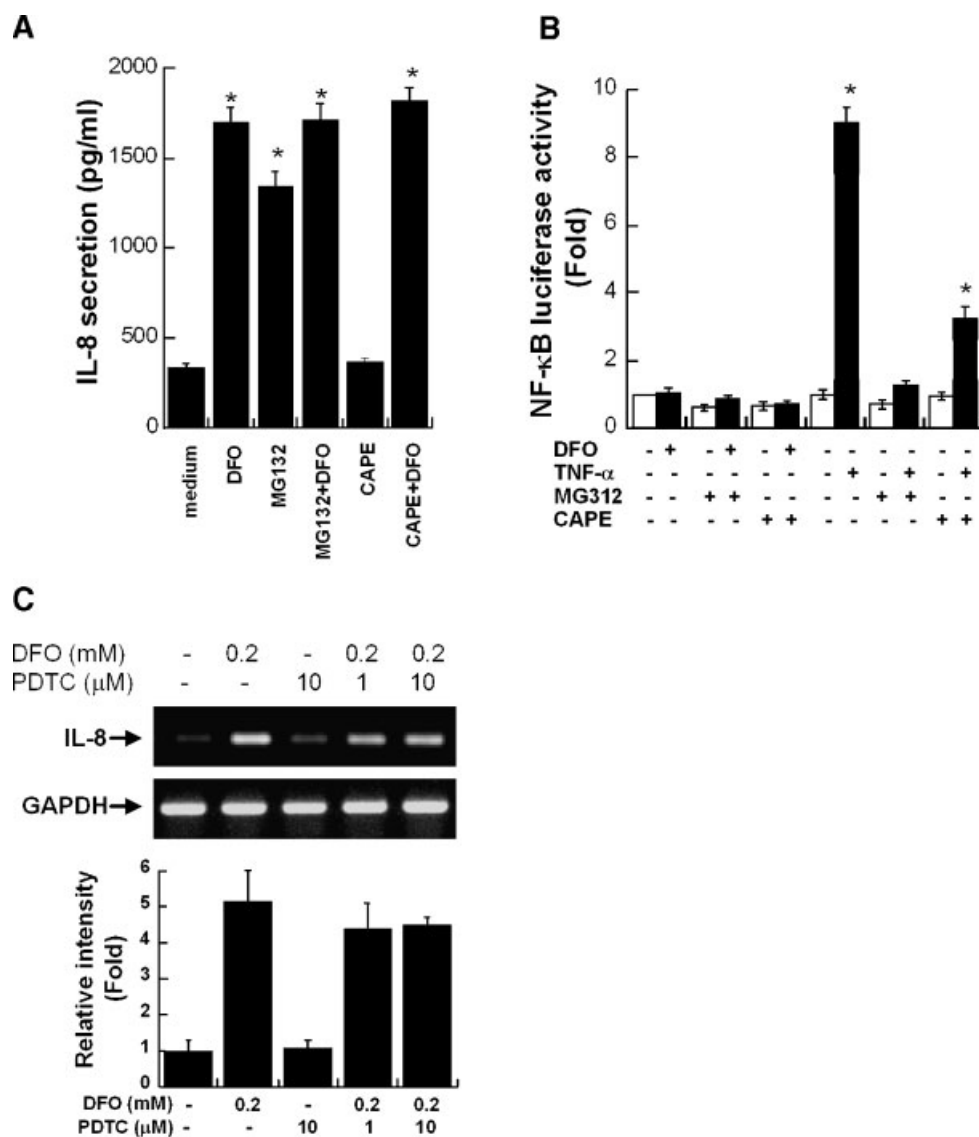 A
IL-8 secretion (pg/ml)
2000
1500
1000
500
0
* * * *
medium
DFO
MG132
MG132+DFO
CAPE
CAPE+DFO
B
NF-κB luciferase activity
(Fold)
10
8
6
4
2
0
* *
DFO - + - + - + - - - - - -
TNF-α - - - - - - - + - + - +
MG312 - - + + - - - - + + - -
CAPE - - - - + + - - - - + +
C
DFO (mM) - 0.2 - 0.2 0.2
PDTC (μM) - - 10 1 10
IL-8
GAPDH
Relative intensity
(Fold)
6
5
4
3
2
1
0
DFO (mM) - 0.2 - 0.2 0.2
PDTC (μM) - - 10 1 10